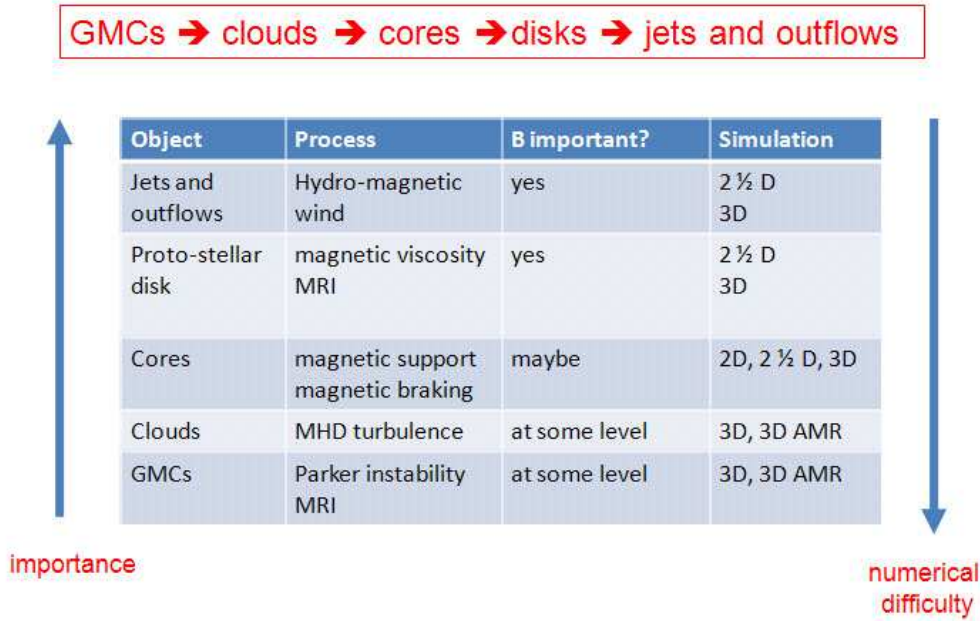 GMCs ➔ clouds ➔ cores ➔disks ➔ jets and outflows
Object Process B important? Simulation
Jets and outflows Hydro-magnetic wind yes 2 ½ D 3D
Proto-stellar disk magnetic viscosity MRI yes 2 ½ D 3D
Cores magnetic support magnetic braking maybe 2D, 2 ½ D, 3D
Clouds MHD turbulence at some level 3D, 3D AMR
GMCs Parker instability MRI at some level 3D, 3D AMR
importance
numerical
difficulty